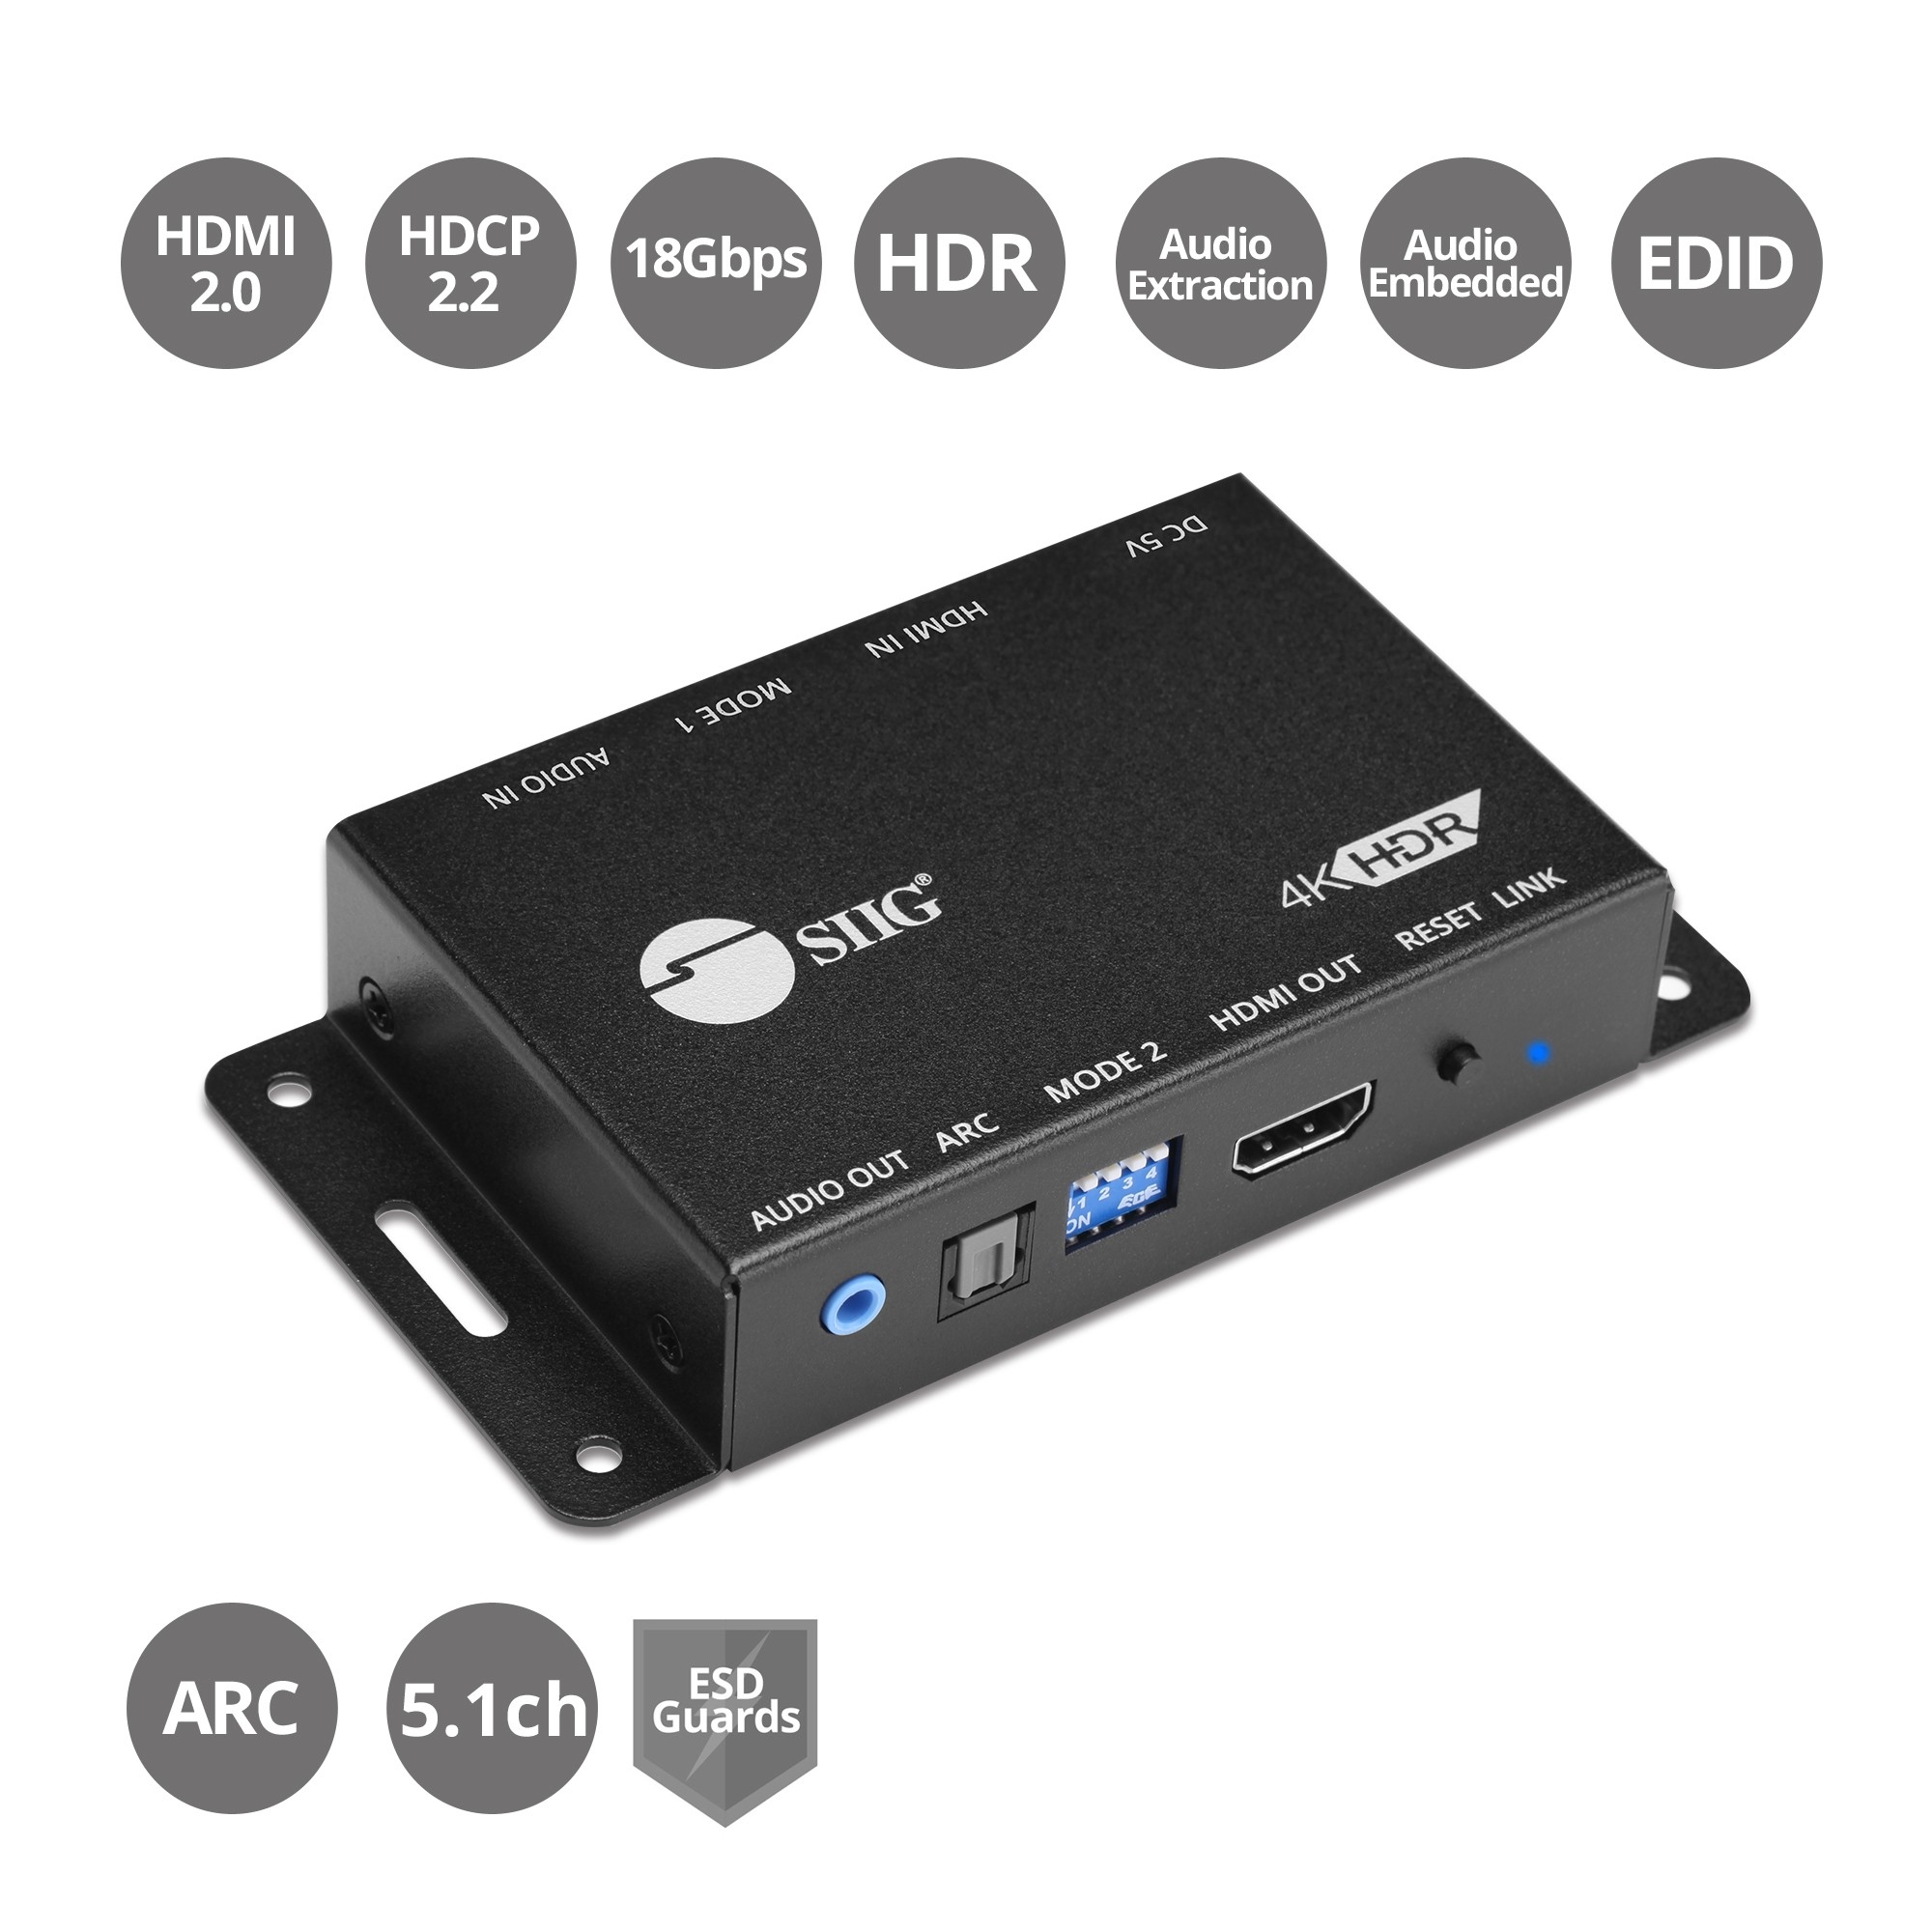 HDMI
2.0
HDCP
2.2
18Gbps
HDR
Audio
Extraction
Audio
Embedded
EDID
DC 5V
HDMI IN
MODE 1
AUDIO IN
SIIG®
4K HDR
AUDIO OUT
ARC
MODE 2
HDMI OUT
RESET
LINK
1 2 3 4
ON ECE
ARC
5.1ch
ESD
Guards